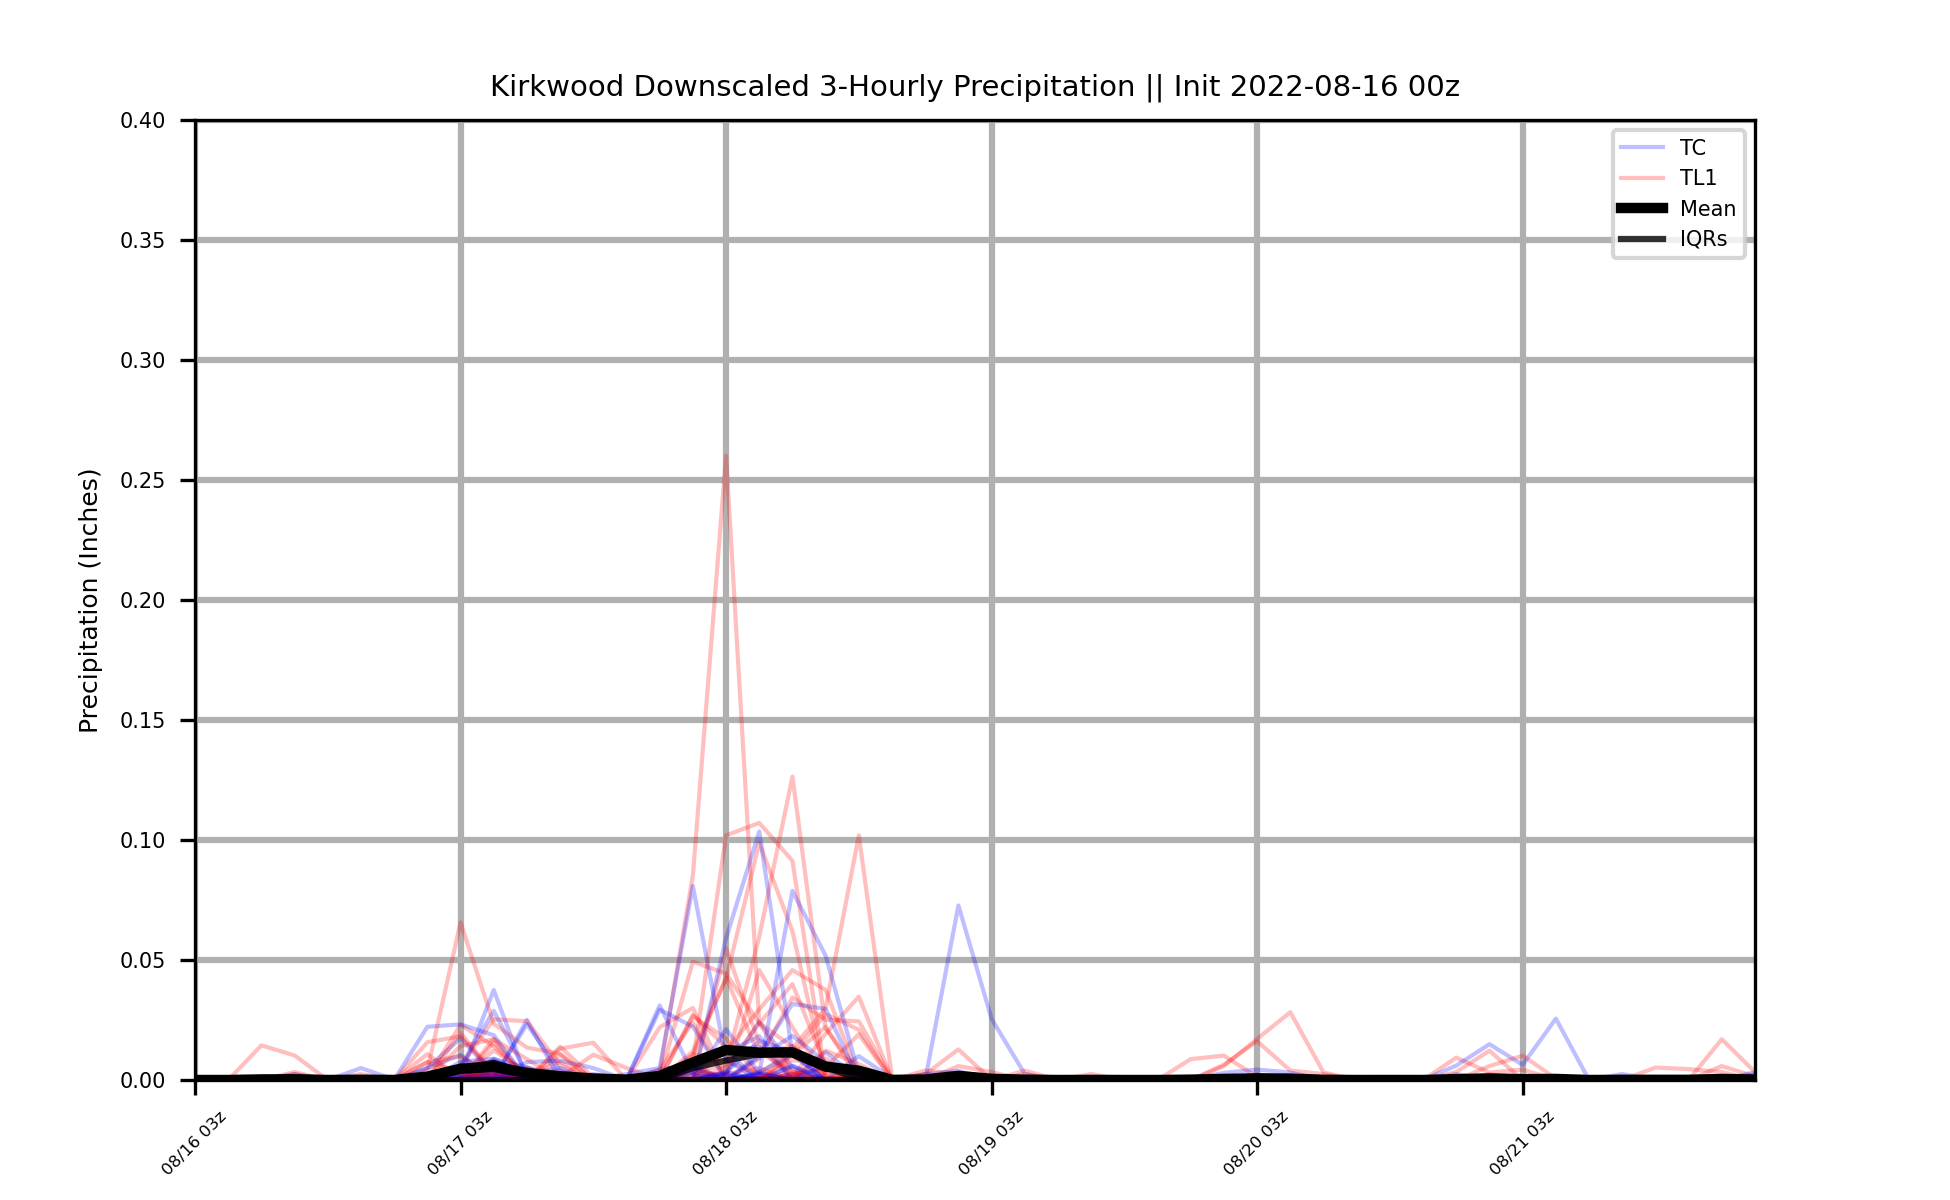 Kirkwood Downscaled 3-Hourly Precipitation || Init 2022-08-16 00z
TC
TL1
Mean
IQRs
Precipitation (Inches)
0.40
0.35
0.30
0.25
0.20
0.15
0.10
0.05
0.00
08/16 03z
08/17 03z
08/18 03z
08/19 03z
08/20 03z
08/21 03z